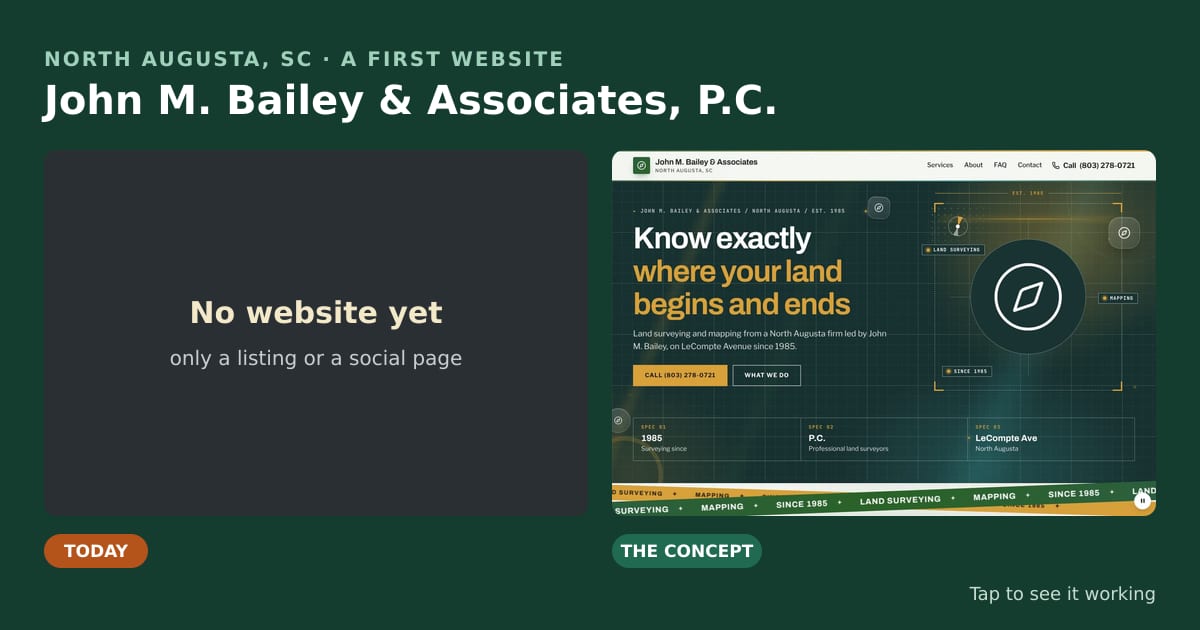 NORTH AUGUSTA, SC · A FIRST WEBSITE
John M. Bailey & Associates, P.C.
No website yet
only a listing or a social page
TODAY
John M. Bailey & Associates
NORTH AUGUSTA, SC
Services About FAQ Contact Call (803) 278-0721
EST. 1985
JOHN M. BAILEY & ASSOCIATES / NORTH AUGUSTA / EST. 1985
Know exactly
where your land
begins and ends
Land surveying and mapping from a North Augusta firm led by John
M. Bailey, on LeCompte Avenue since 1985.
CALL (803) 278-0721
WHAT WE DO
LAND SURVEYING
MAPPING
SINCE 1985
SPEC 01
1985
Surveying since
SPEC 02
P.C.
Professional land surveyors
SPEC 03
LeCompte Ave
North Augusta
D SURVEYING ✦ MAPPING ✦
SINCE 1985 ✦
SURVEYING ✦ MAPPING ✦ SINCE 1985 ✦ LAND SURVEYING ✦ MAPPING ✦ SINCE 1985 ✦ LAND
THE CONCEPT
Tap to see it working